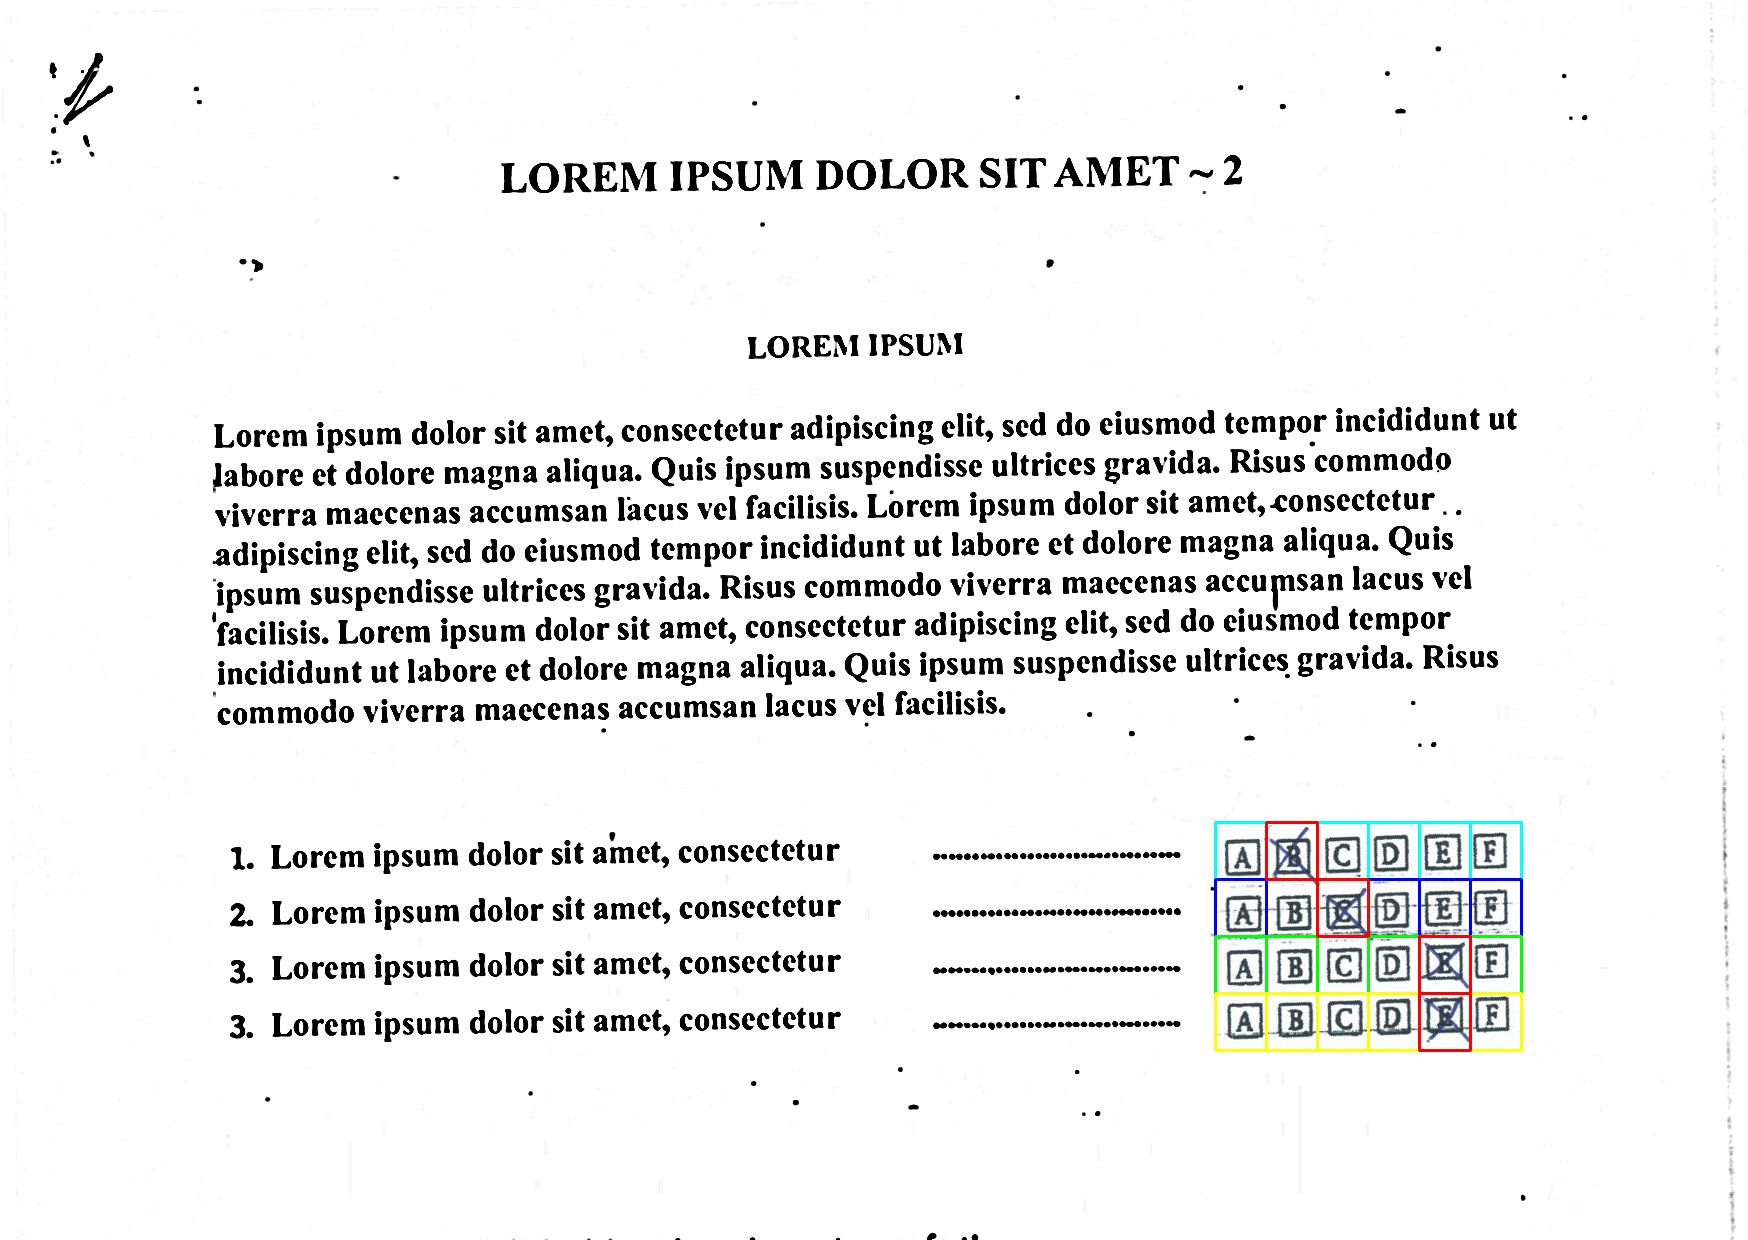 LOREM IPSUM DOLOR SIT AMET ~ 2
LOREM IPSUM
Lorem ipsum dolor sit amet, consectetur adipiscing elit, sed do eiusmod tempor incididunt ut
labore et dolore magna aliqua. Quis ipsum suspendisse ultrices gravida. Risus commodo
viverra maecenas accumsan lacus vel facilisis. Lorem ipsum dolor sit amet, consectetur
adipiscing elit, sed do eiusmod tempor incididunt ut labore et dolore magna aliqua. Quis
ipsum suspendisse ultrices gravida. Risus commodo viverra maecenas accumsan lacus vel
facilisis. Lorem ipsum dolor sit amet, consectetur adipiscing elit, sed do eiusmod tempor
incididunt ut labore et dolore magna aliqua. Quis ipsum suspendisse ultrices gravida. Risus
commodo viverra maecenas accumsan lacus vel facilisis.
1. Lorem ipsum dolor sit amet, consectetur ........................................ A B C D E F
2. Lorem ipsum dolor sit amet, consectetur ........................................ A B C D E F
3. Lorem ipsum dolor sit amet, consectetur ........................................ A B C D E F
3. Lorem ipsum dolor sit amet, consectetur ........................................ A B C D E F